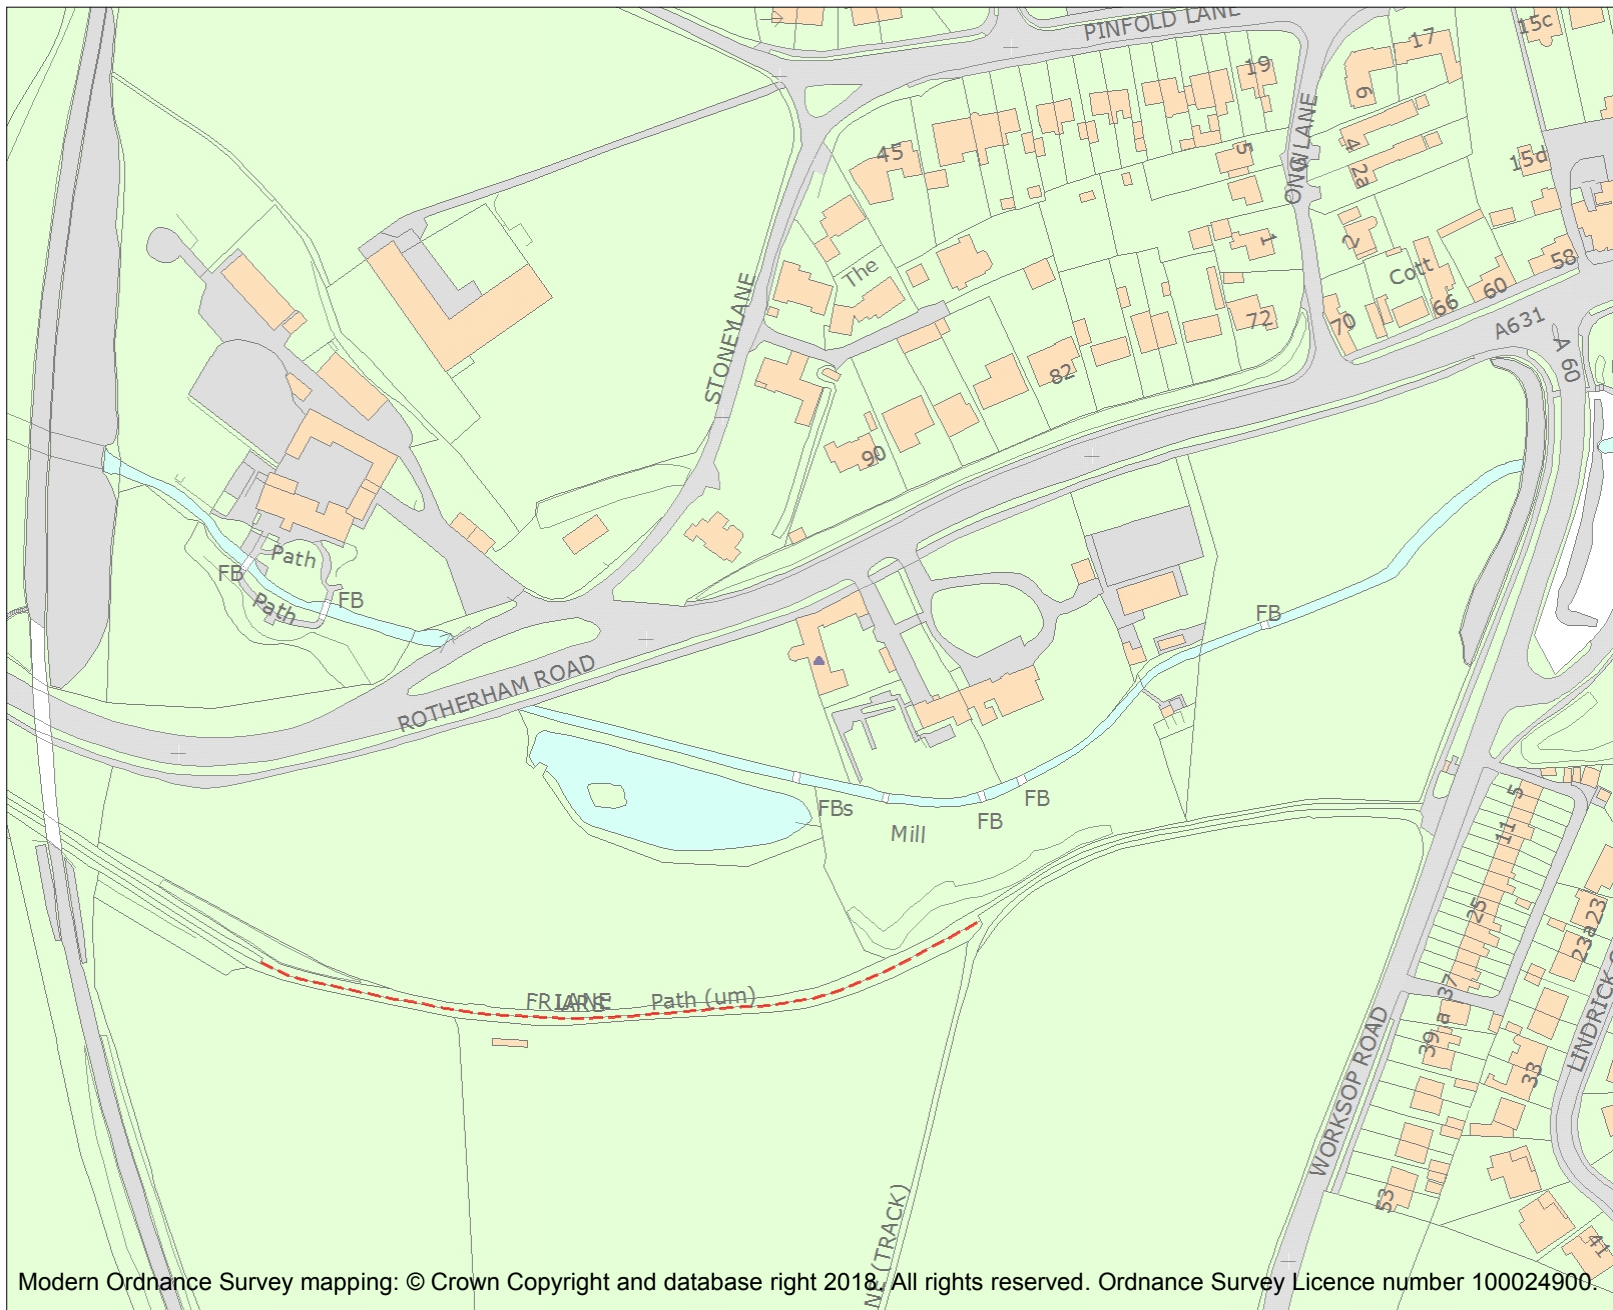 PINFOLD LANE
17
15c
19
6
45
5
4
2a
15d
LANE
1
2
The
Cott
58
60
66
70
72
A631
A 60
STONEYLANE
82
90
Path
FB
Path
FB
FB
ROTHERHAM ROAD
FBs
FB
FB
Mill
5
11
25
23
23a
37
39
a
33
Path (um)
WORKSOP ROAD
LINDRICK
53
41
(TRACK)
Modern Ordnance Survey mapping: © Crown Copyright and database right 2018. All rights reserved. Ordnance Survey Licence number 100024900.